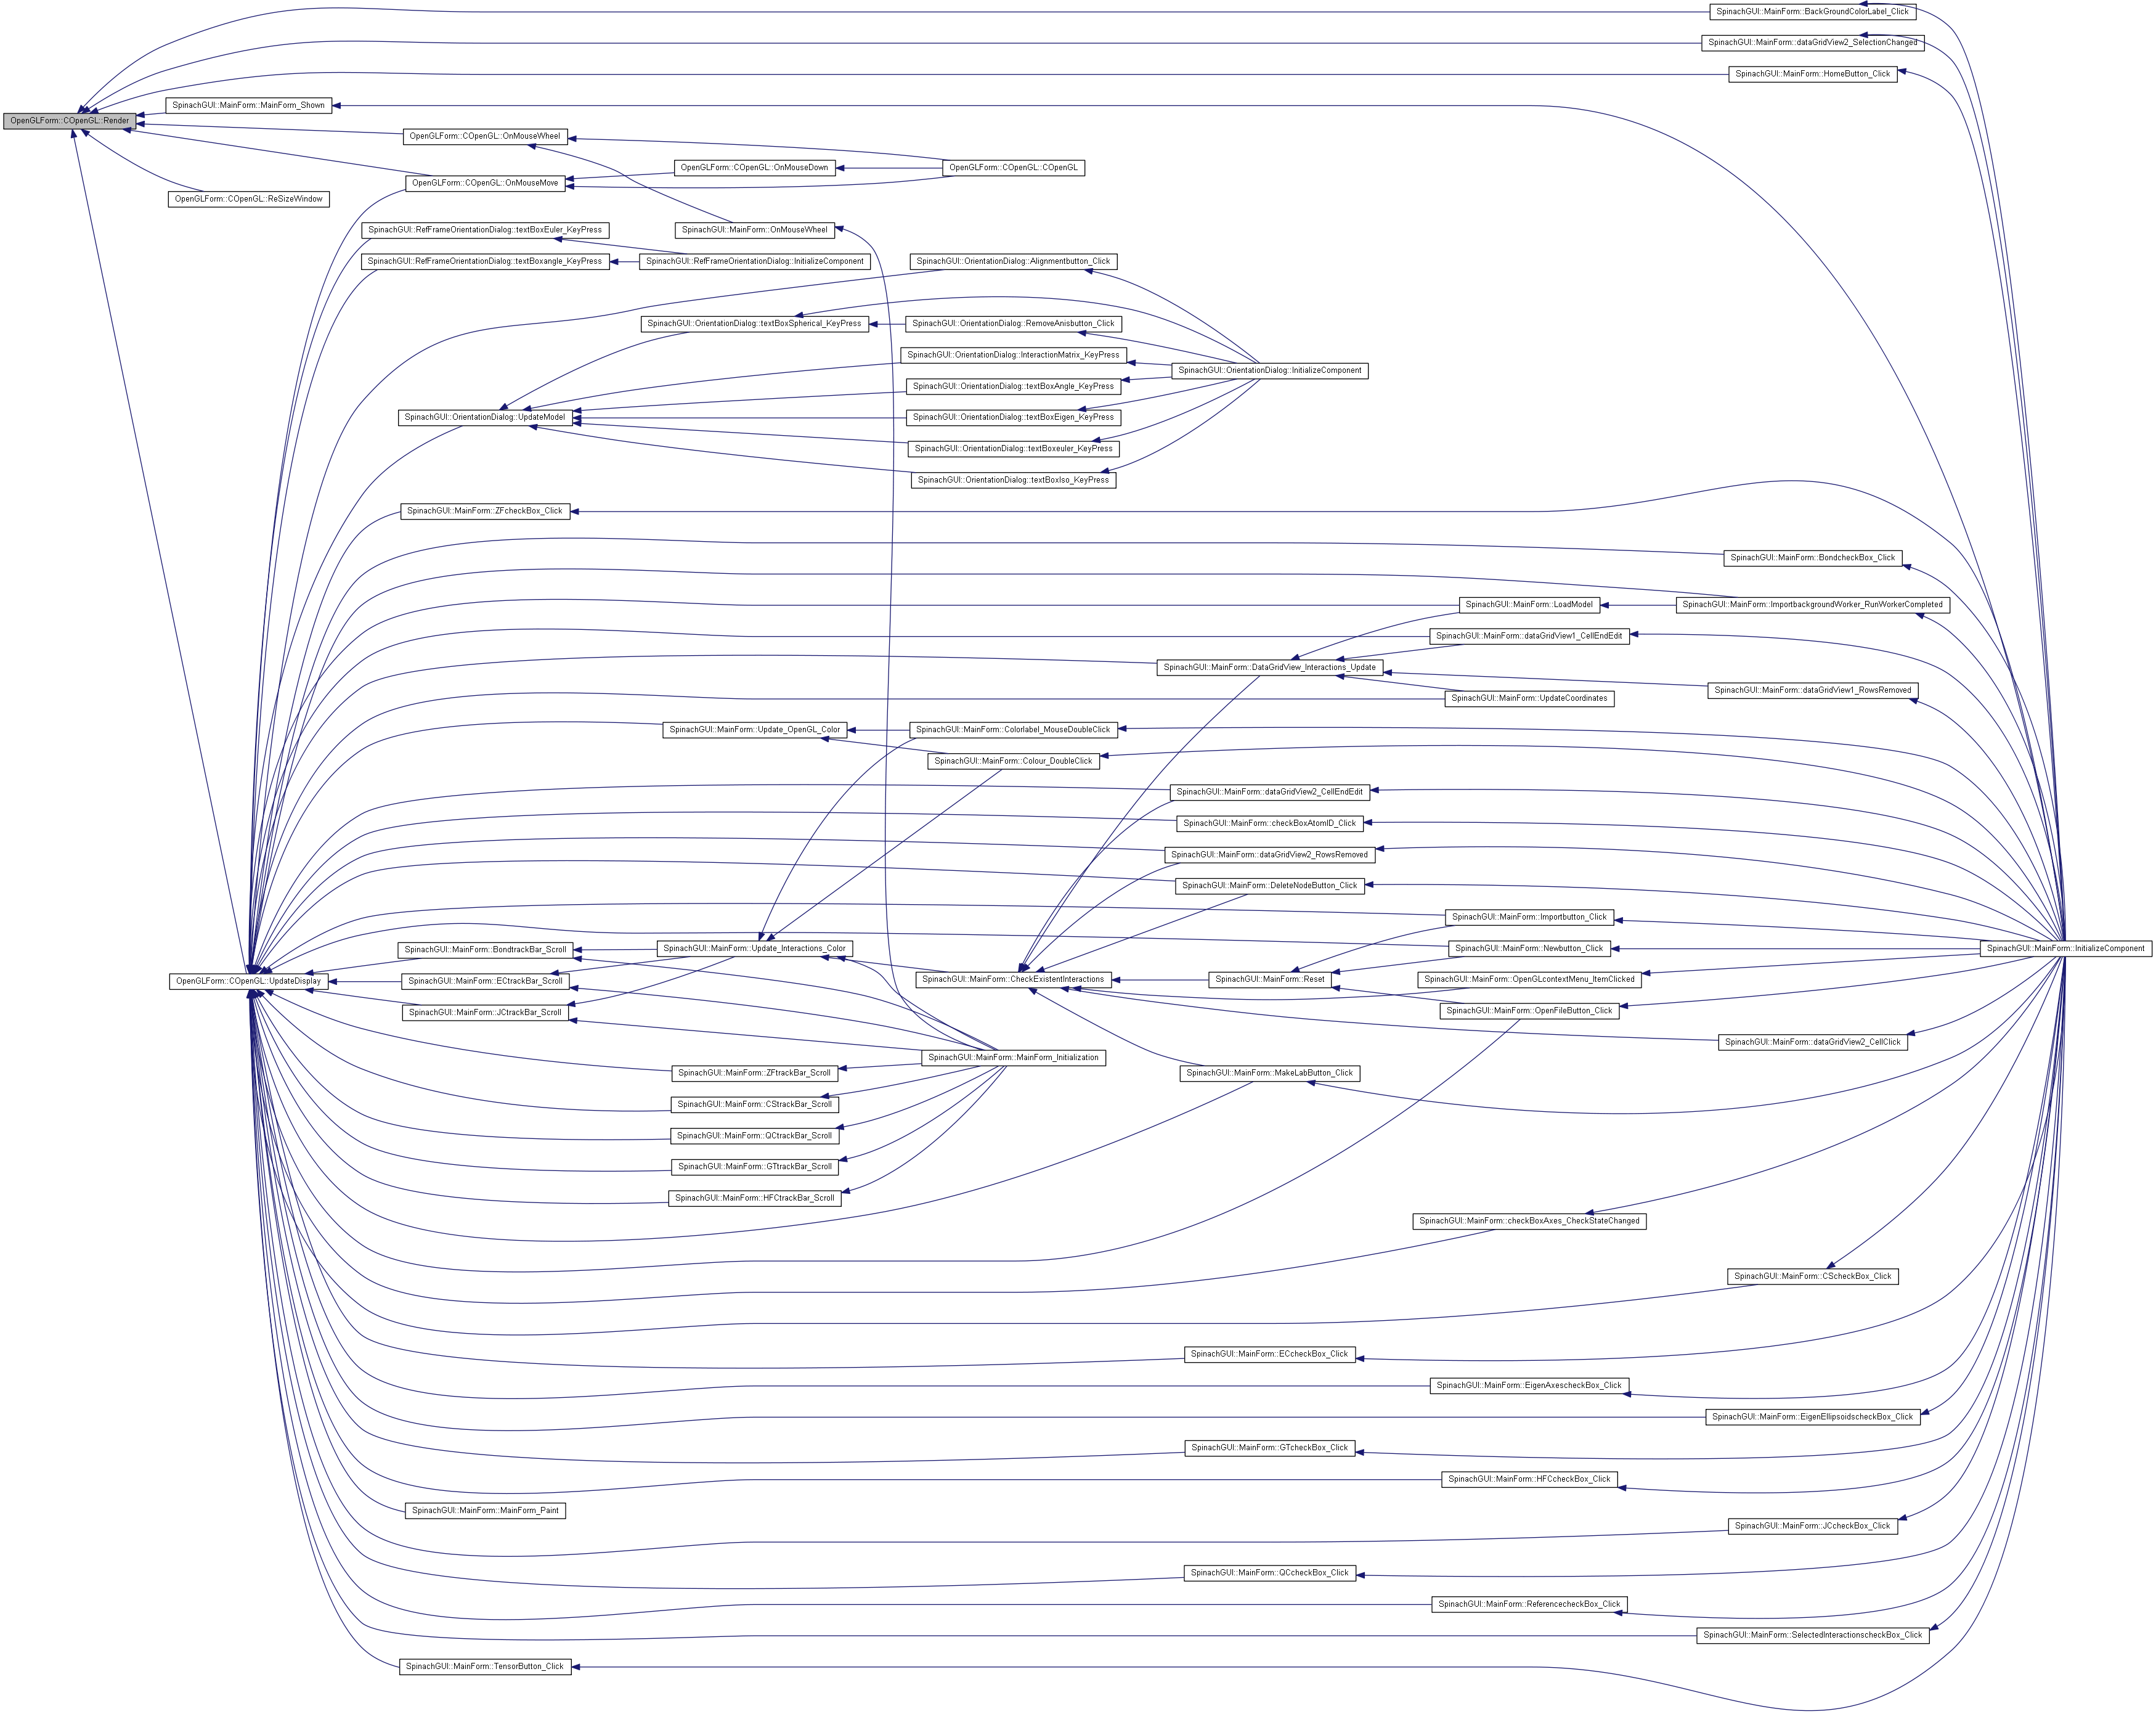 SpinachGUI::MainForm::BackGroundColorLabel_Click
SpinachGUI::MainForm::dataGridView2_SelectionChanged
SpinachGUI::MainForm::HomeButton_Click
SpinachGUI::MainForm::MainForm_Shown
OpenGLForm::COpenGL::Render
OpenGLForm::COpenGL::OnMouseWheel
OpenGLForm::COpenGL::OnMouseDown
OpenGLForm::COpenGL::COpenGL
OpenGLForm::COpenGL::OnMouseMove
OpenGLForm::COpenGL::ReSizeWindow
SpinachGUI::RefFrameOrientationDialog::textBoxEuler_KeyPress
SpinachGUI::MainForm::OnMouseWheel
SpinachGUI::RefFrameOrientationDialog::textBoxangle_KeyPress
SpinachGUI::RefFrameOrientationDialog::InitializeComponent
SpinachGUI::OrientationDialog::Alignmentbutton_Click
SpinachGUI::OrientationDialog::textBoxSpherical_KeyPress
SpinachGUI::OrientationDialog::RemoveAnisbutton_Click
SpinachGUI::OrientationDialog::InteractionMatrix_KeyPress
SpinachGUI::OrientationDialog::InitializeComponent
SpinachGUI::OrientationDialog::textBoxAngle_KeyPress
SpinachGUI::OrientationDialog::UpdateModel
SpinachGUI::OrientationDialog::textBoxEigen_KeyPress
SpinachGUI::OrientationDialog::textBoxeuler_KeyPress
SpinachGUI::OrientationDialog::textBoxIso_KeyPress
SpinachGUI::MainForm::ZFcheckBox_Click
SpinachGUI::MainForm::BondcheckBox_Click
SpinachGUI::MainForm::LoadModel
SpinachGUI::MainForm::ImportbackgroundWorker_RunWorkerCompleted
SpinachGUI::MainForm::dataGridView1_CellEndEdit
SpinachGUI::MainForm::DataGridView_Interactions_Update
SpinachGUI::MainForm::dataGridView1_RowsRemoved
SpinachGUI::MainForm::UpdateCoordinates
SpinachGUI::MainForm::Update_OpenGL_Color
SpinachGUI::MainForm::Colorlabel_MouseDoubleClick
SpinachGUI::MainForm::Colour_DoubleClick
SpinachGUI::MainForm::dataGridView2_CellEndEdit
SpinachGUI::MainForm::checkBoxAtomID_Click
SpinachGUI::MainForm::dataGridView2_RowsRemoved
SpinachGUI::MainForm::DeleteNodeButton_Click
SpinachGUI::MainForm::Importbutton_Click
SpinachGUI::MainForm::BondtrackBar_Scroll
SpinachGUI::MainForm::Update_Interactions_Color
SpinachGUI::MainForm::Newbutton_Click
SpinachGUI::MainForm::InitializeComponent
OpenGLForm::COpenGL::UpdateDisplay
SpinachGUI::MainForm::ECtrackBar_Scroll
SpinachGUI::MainForm::CheckExistentInteractions
SpinachGUI::MainForm::Reset
SpinachGUI::MainForm::OpenGLcontextMenu_ItemClicked
SpinachGUI::MainForm::JCtrackBar_Scroll
SpinachGUI::MainForm::OpenFileButton_Click
SpinachGUI::MainForm::dataGridView2_CellClick
SpinachGUI::MainForm::MainForm_Initialization
SpinachGUI::MainForm::ZFtrackBar_Scroll
SpinachGUI::MainForm::MakeLabButton_Click
SpinachGUI::MainForm::CStrackBar_Scroll
SpinachGUI::MainForm::QCtrackBar_Scroll
SpinachGUI::MainForm::GTtrackBar_Scroll
SpinachGUI::MainForm::HFCtrackBar_Scroll
SpinachGUI::MainForm::checkBoxAxes_CheckStateChanged
SpinachGUI::MainForm::CScheckBox_Click
SpinachGUI::MainForm::ECcheckBox_Click
SpinachGUI::MainForm::EigenAxescheckBox_Click
SpinachGUI::MainForm::EigenEllipsoidscheckBox_Click
SpinachGUI::MainForm::GTcheckBox_Click
SpinachGUI::MainForm::HFCcheckBox_Click
SpinachGUI::MainForm::MainForm_Paint
SpinachGUI::MainForm::JCcheckBox_Click
SpinachGUI::MainForm::QCcheckBox_Click
SpinachGUI::MainForm::ReferencecheckBox_Click
SpinachGUI::MainForm::SelectedInteractionscheckBox_Click
SpinachGUI::MainForm::TensorButton_Click